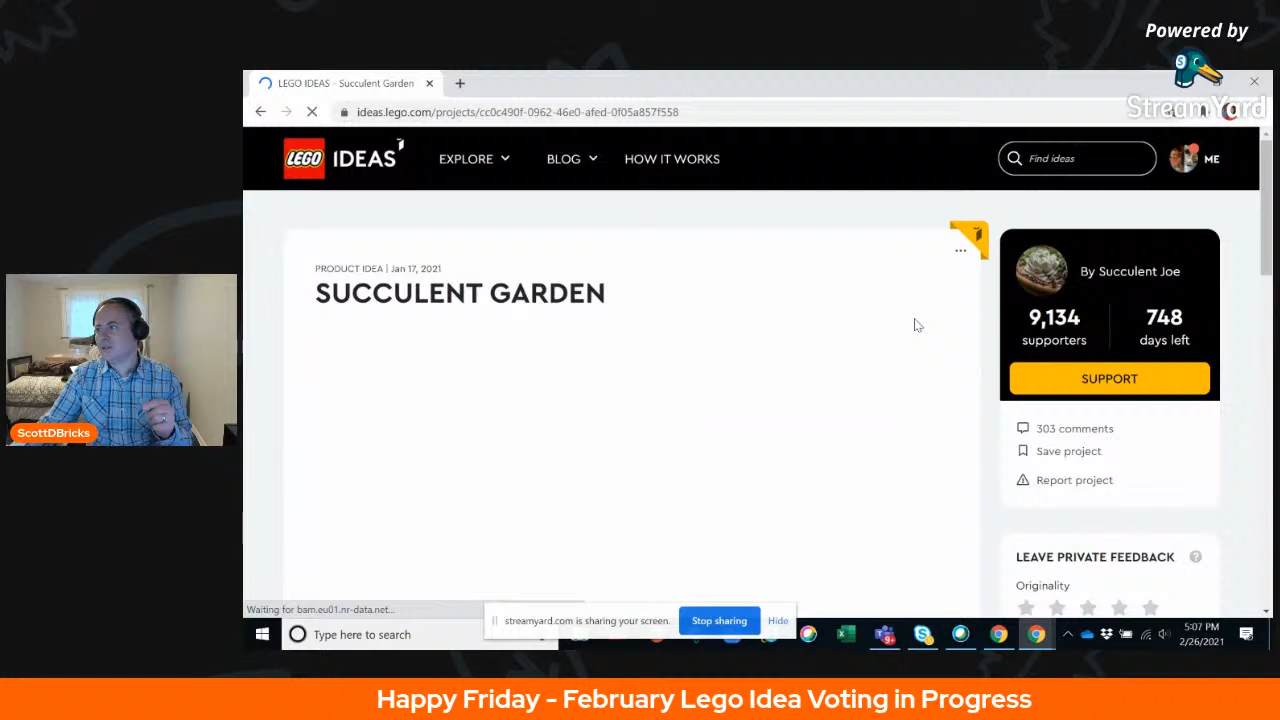 Powered by
StreamYard
LEGO IDEAS - Succulent Garden
ideas.lego.com/projects/cc0c490f-0962-46e0-afed-0f05a857f558
LEGO IDEAS
EXPLORE
BLOG
HOW IT WORKS
Find ideas
ME
PRODUCT IDEA | Jan 17, 2021
SUCCULENT GARDEN
By Succulent Joe
9,134
supporters
748
days left
SUPPORT
303 comments
Save project
Report project
LEAVE PRIVATE FEEDBACK
Originality
ScottDBricks
Waiting for bam.eu01.nr-data.net...
streamyard.com is sharing your screen.
Stop sharing
Hide
Type here to search
5:07 PM
2/26/2021
Happy Friday - February Lego Idea Voting in Progress